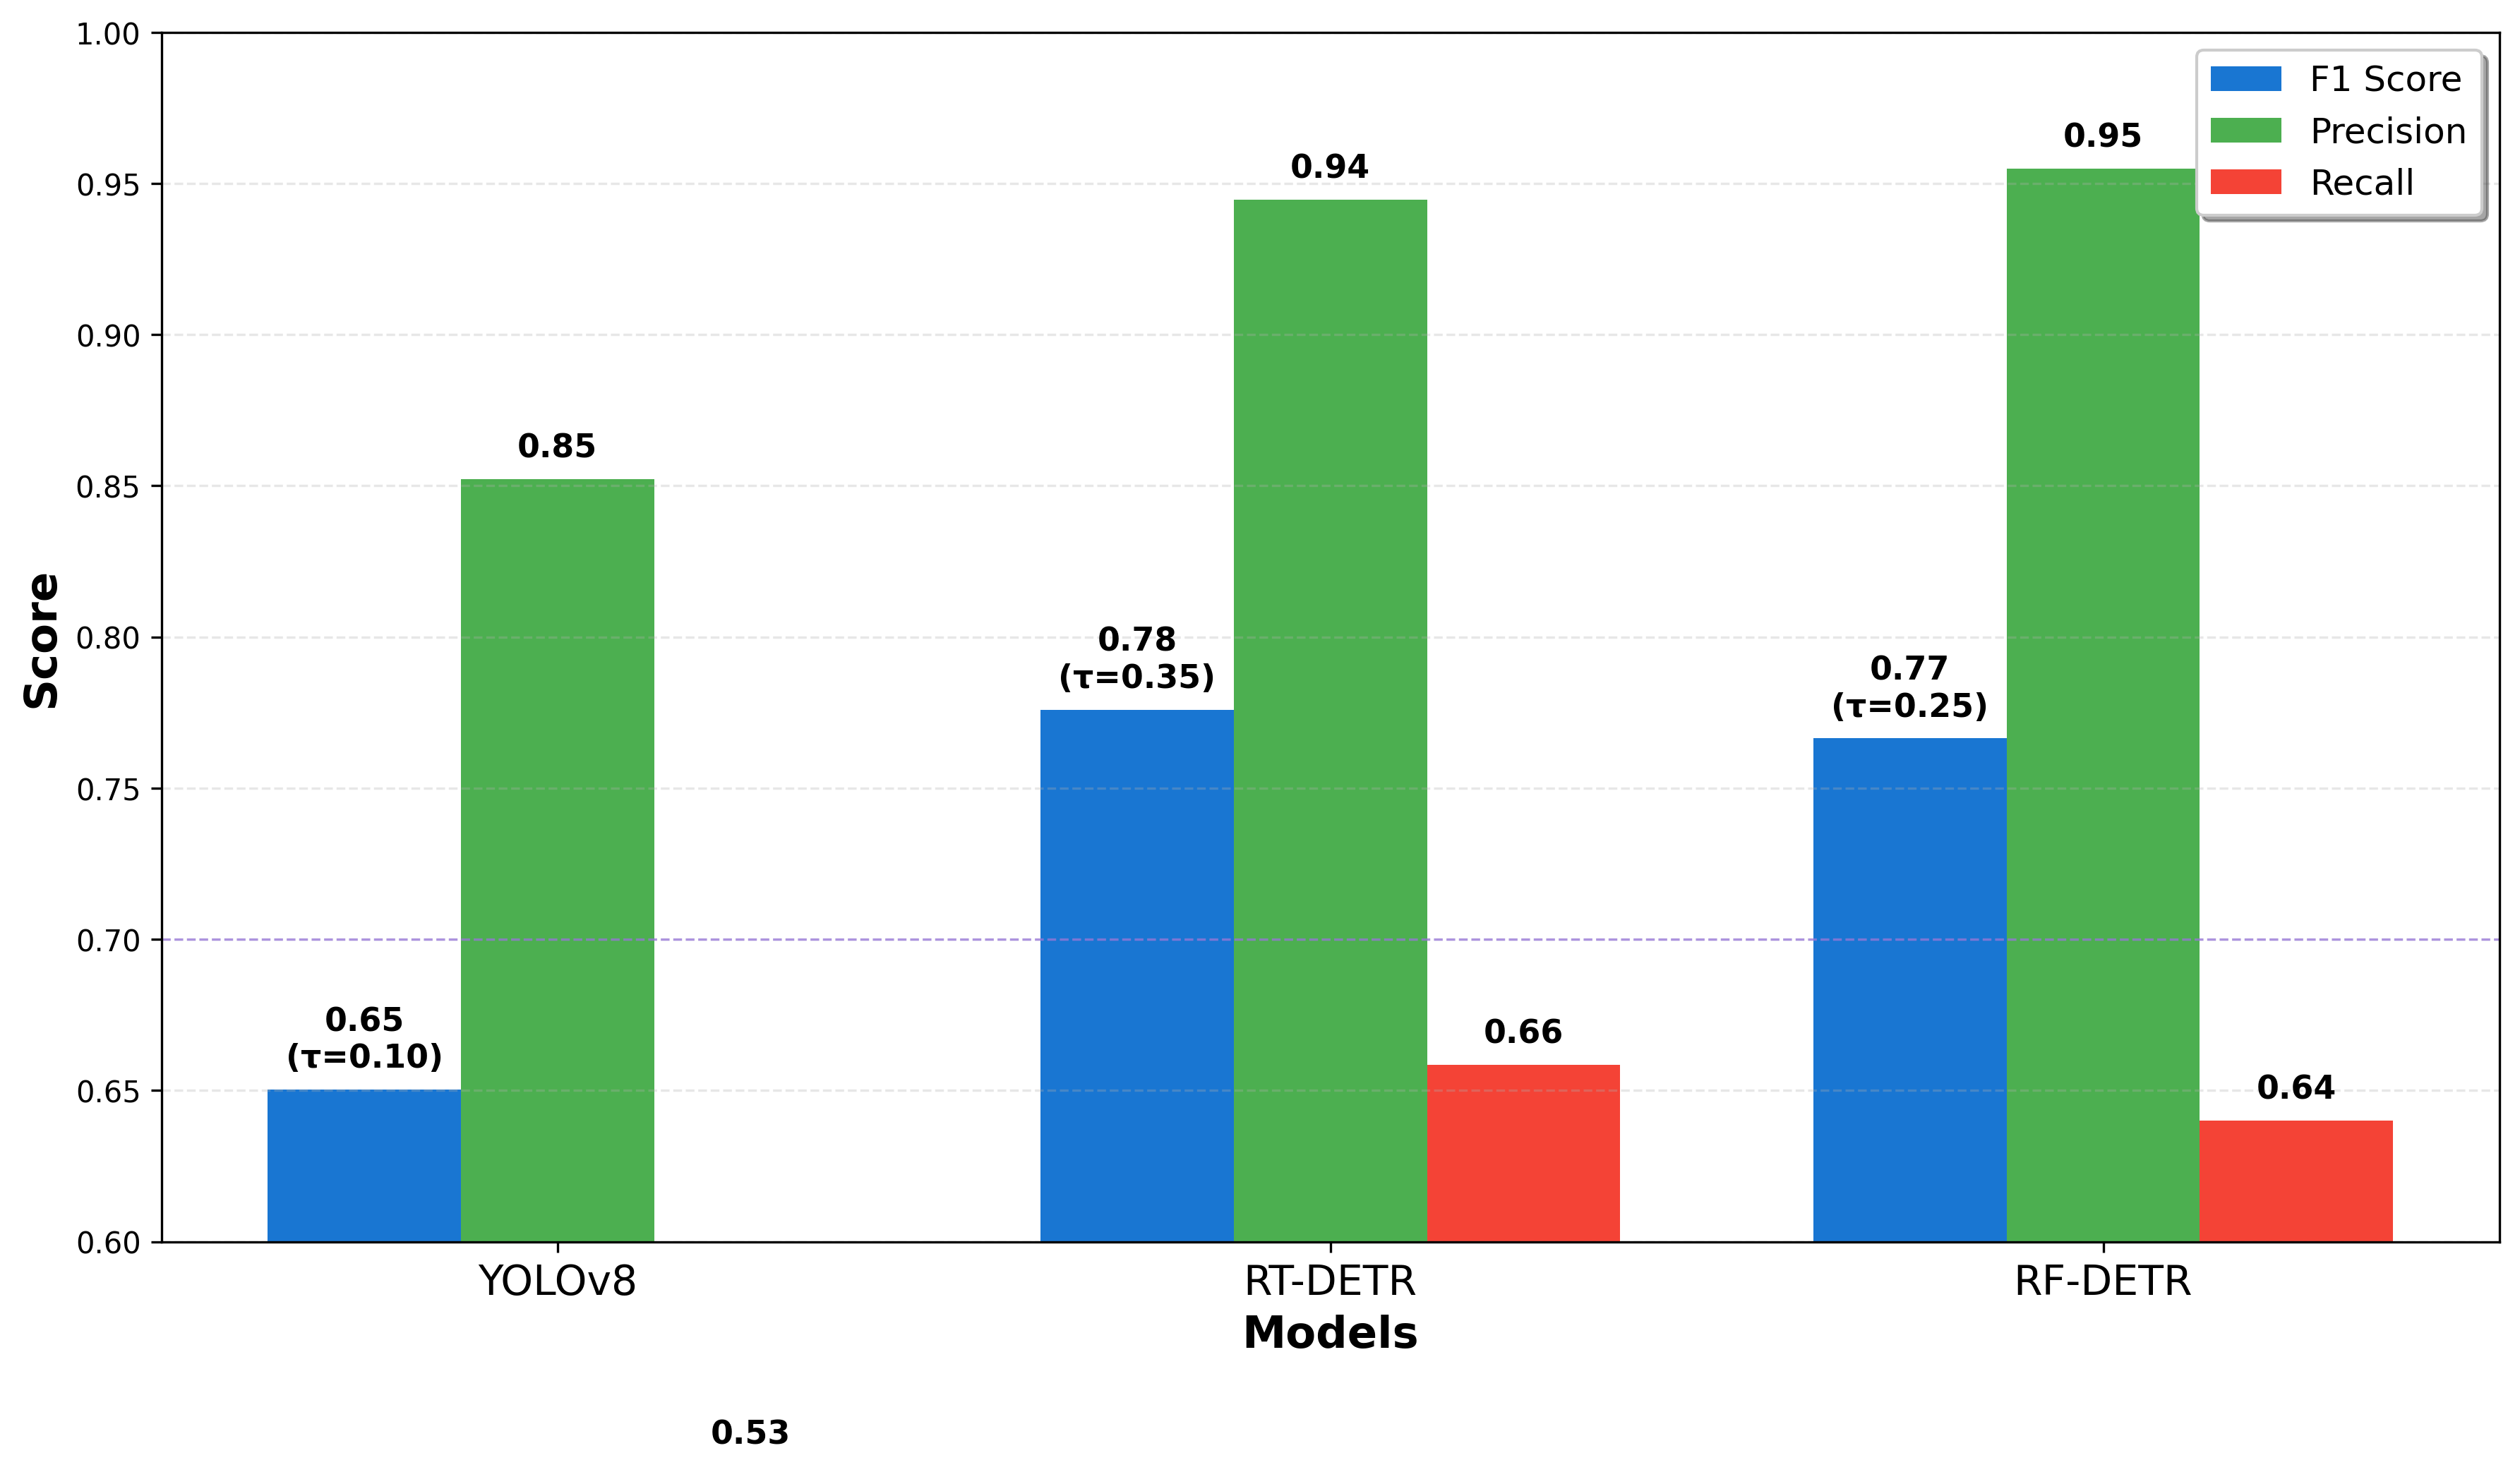 1.00
0.95
0.90
0.85
0.80
0.75
0.70
0.65
0.60
Score
F1 Score
Precision
Recall
0.65
(τ=0.10)
0.85
0.53
0.78
(τ=0.35)
0.94
0.66
0.77
(τ=0.25)
0.95
0.64
YOLOv8
RT-DETR
RF-DETR
Models